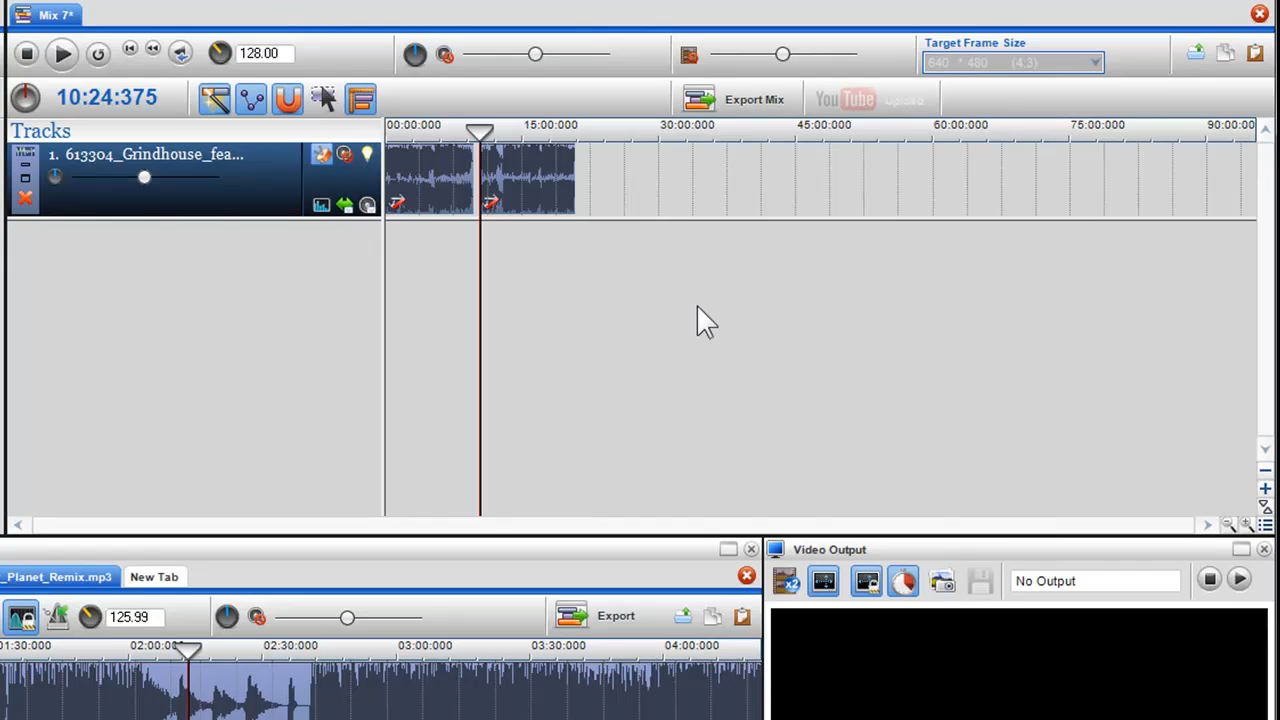 Mix 7*
128.00
Target Frame Size
640 * 480 (4:3)
10:24:375
Export Mix
YouTube Upload
Tracks
00:00:000 15:00:000 30:00:000 45:00:000 60:00:000 75:00:000 90:00:00
1. 613304_Grindhouse_fea...
_Planet_Remix.mp3
New Tab
125.99
Export
01:30:000 02:00:00 02:30:000 03:00:000 03:30:000 04:00:000
Video Output
x2
No Output